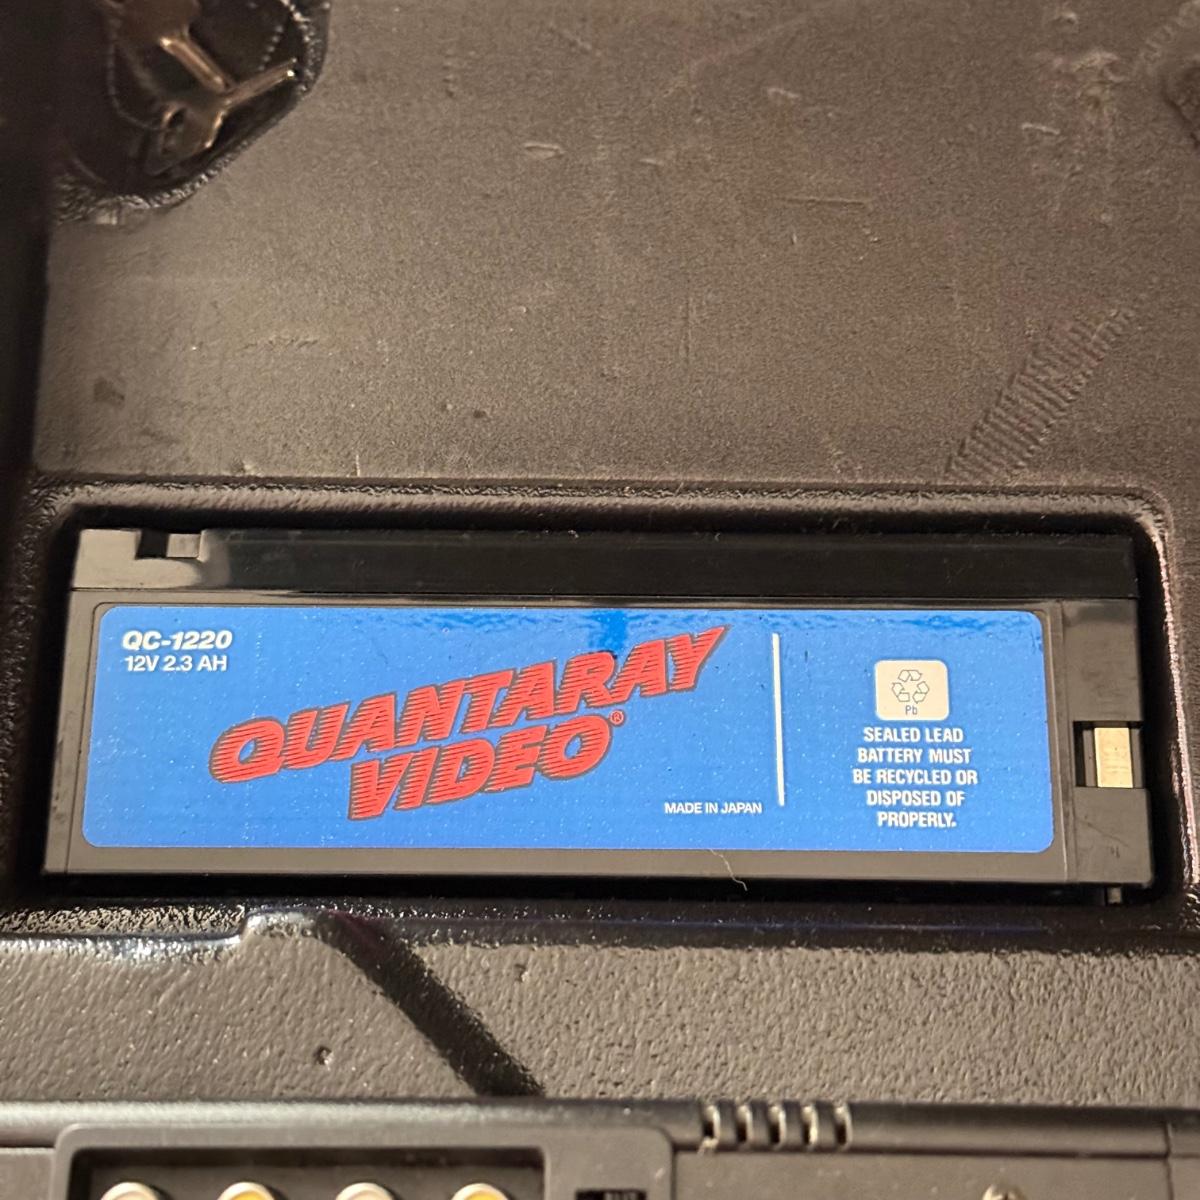 QC-1220
12V 2.3 AH
QUANTARAY
VIDEO®
MADE IN JAPAN
Pb
SEALED LEAD
BATTERY MUST
BE RECYCLED OR
DISPOSED OF
PROPERLY.